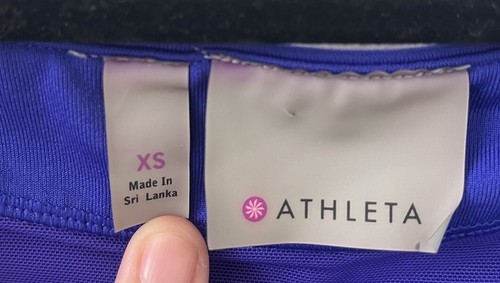 XS
Made In
Sri Lanka
ATHLETA